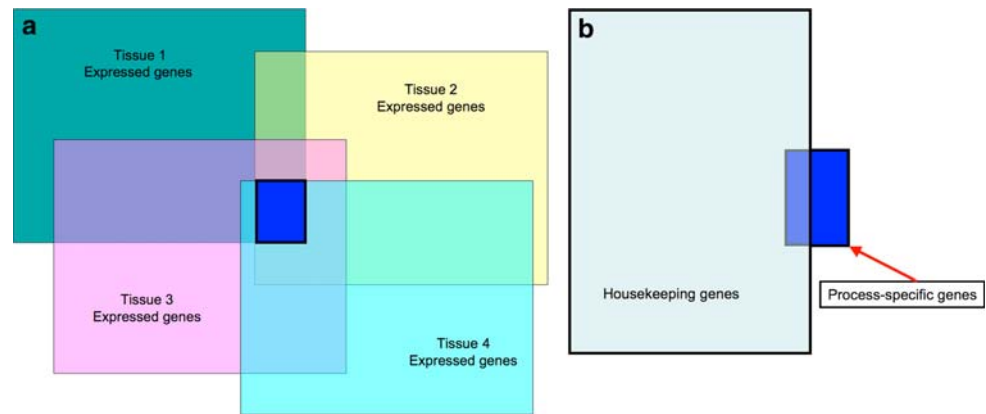 a
Tissue 1
Expressed genes
Tissue 2
Expressed genes
Tissue 3
Expressed genes
Tissue 4
Expressed genes
b
Housekeeping genes
Process-specific genes